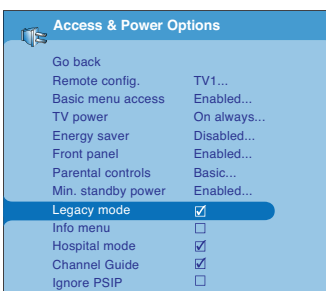 Access & Power Options
Go back
Remote config. TV1...
Basic menu access Enabled...
TV power On always...
Energy saver Disabled...
Front panel Enabled...
Parental controls Basic...
Min. standby power Enabled...
Legacy mode ☑
Info menu ☐
Hospital mode ☑
Channel Guide ☑
Ignore PSIP ☐